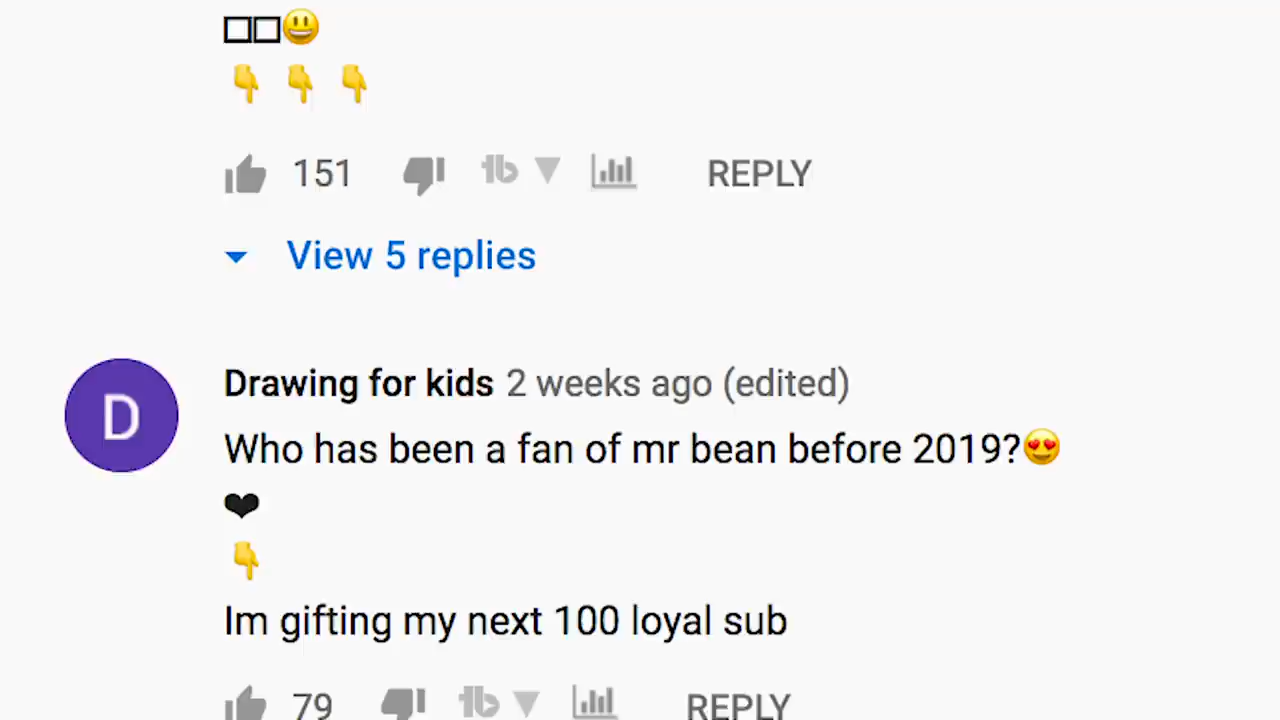 □□😃
👇 👇 👇
151 REPLY
View 5 replies
D
Drawing for kids 2 weeks ago (edited)
Who has been a fan of mr bean before 2019?😍
❤
👇
Im gifting my next 100 loyal sub
79 REPLY